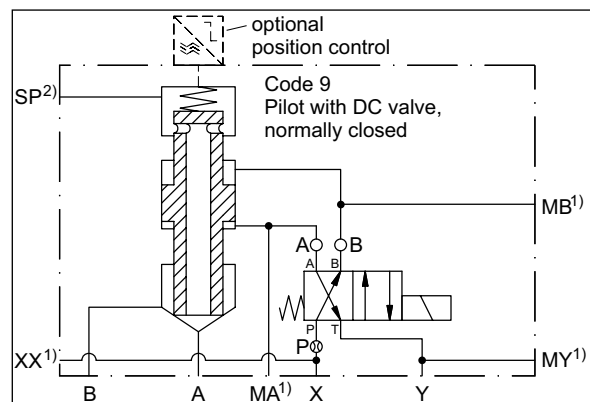 optional
position control
SP2)
Code 9
Pilot with DC valve,
normally closed
MB1)
A B
A B
P T
P
XX1)
MY1)
B A MA1) X Y